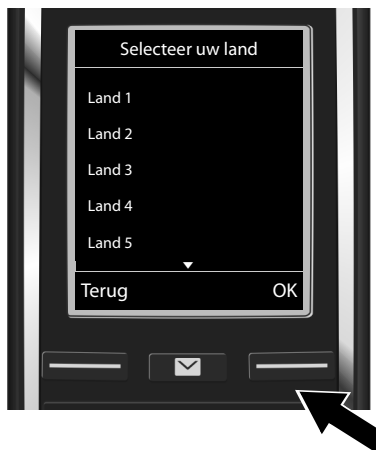 Selecteer uw land
Land 1
Land 2
Land 3
Land 4
Land 5
Terug OK